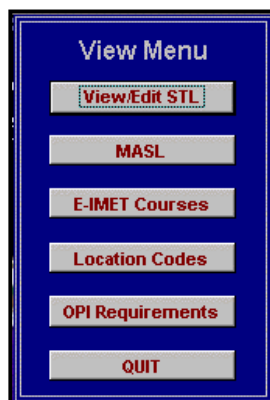 View Menu
View/Edit STL
MASL
E-IMET Courses
Location Codes
OPI Requirements
QUIT